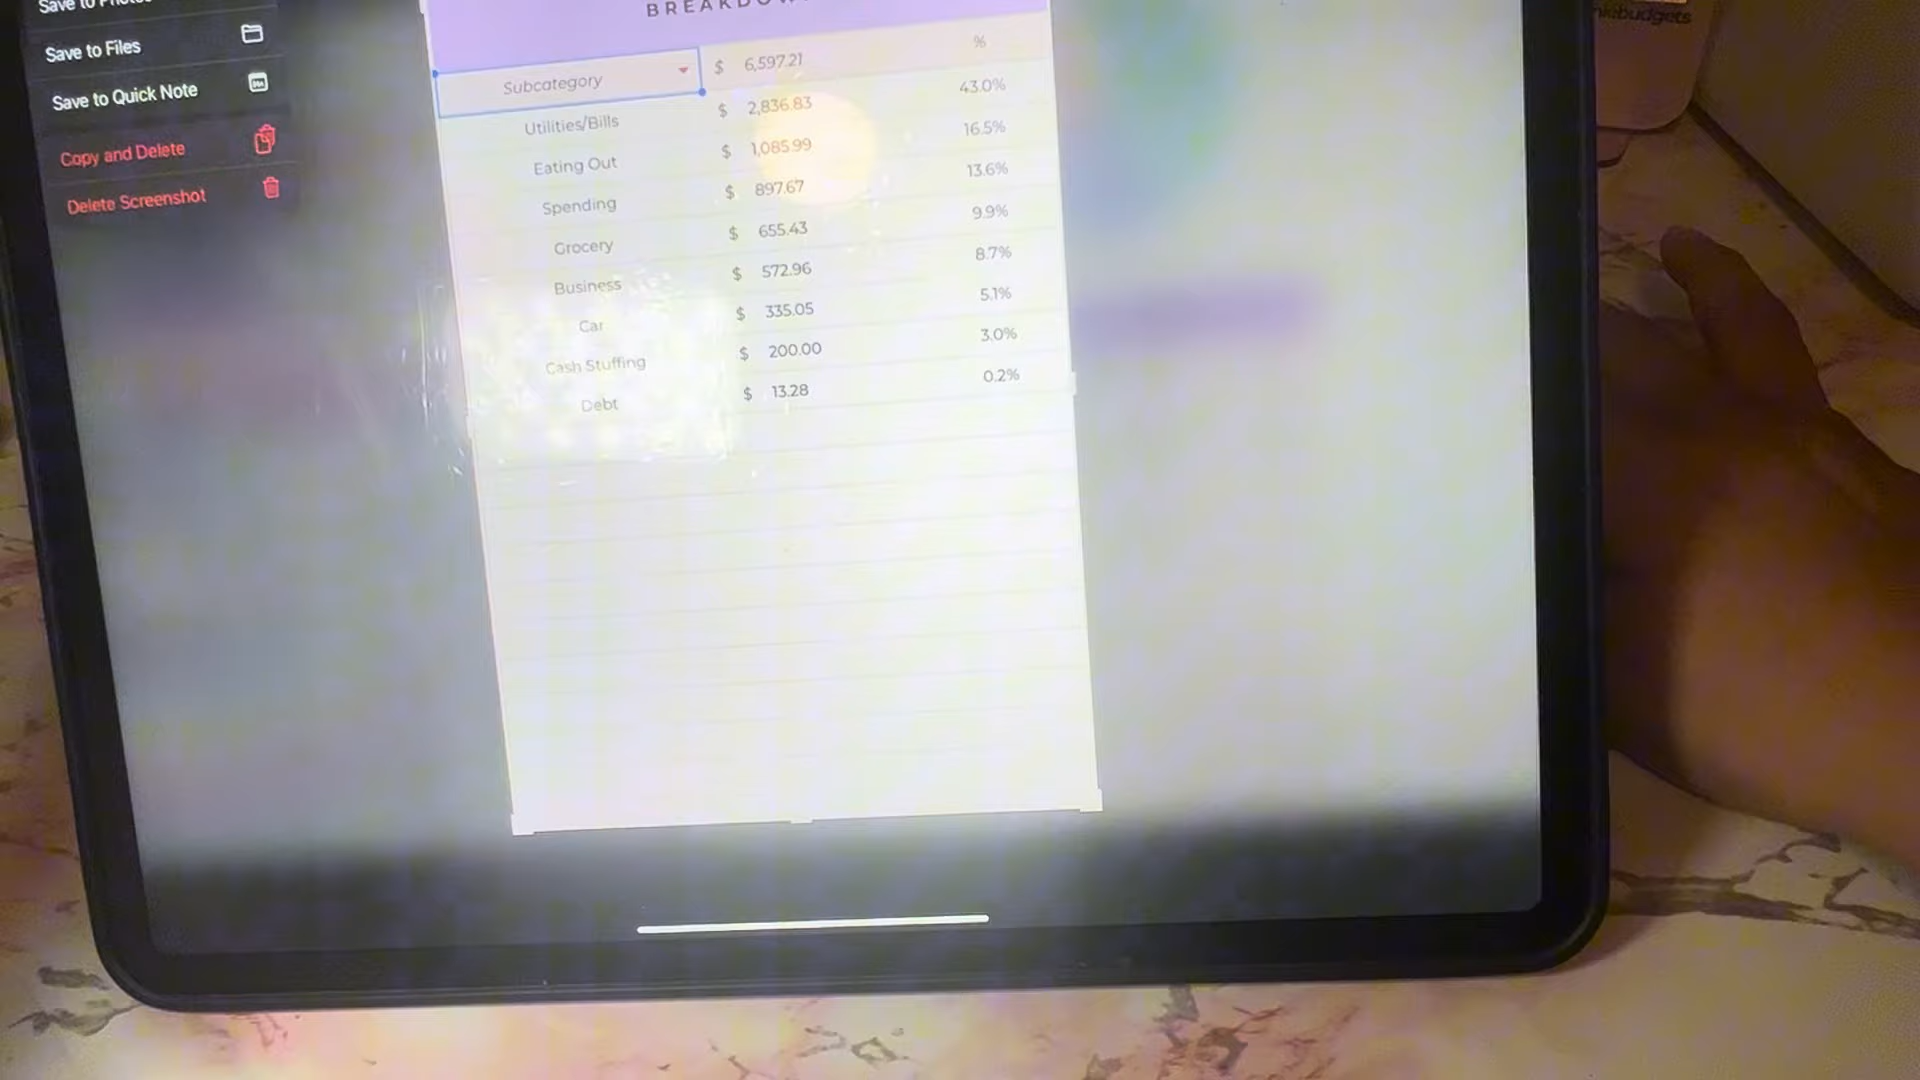 Save to Photos
Save to Files
Save to Quick Note
Copy and Delete
Delete Screenshot
Subcategory $ 6,597.21 %
Utilities/Bills $ 2,836.83 43.0%
Eating Out $ 1,085.99 16.5%
Spending $ 897.67 13.6%
Grocery $ 655.43 9.9%
Business $ 572.96 8.7%
Car $ 335.05 5.1%
Cash Stuffing $ 200.00 3.0%
Debt $ 13.28 0.2%